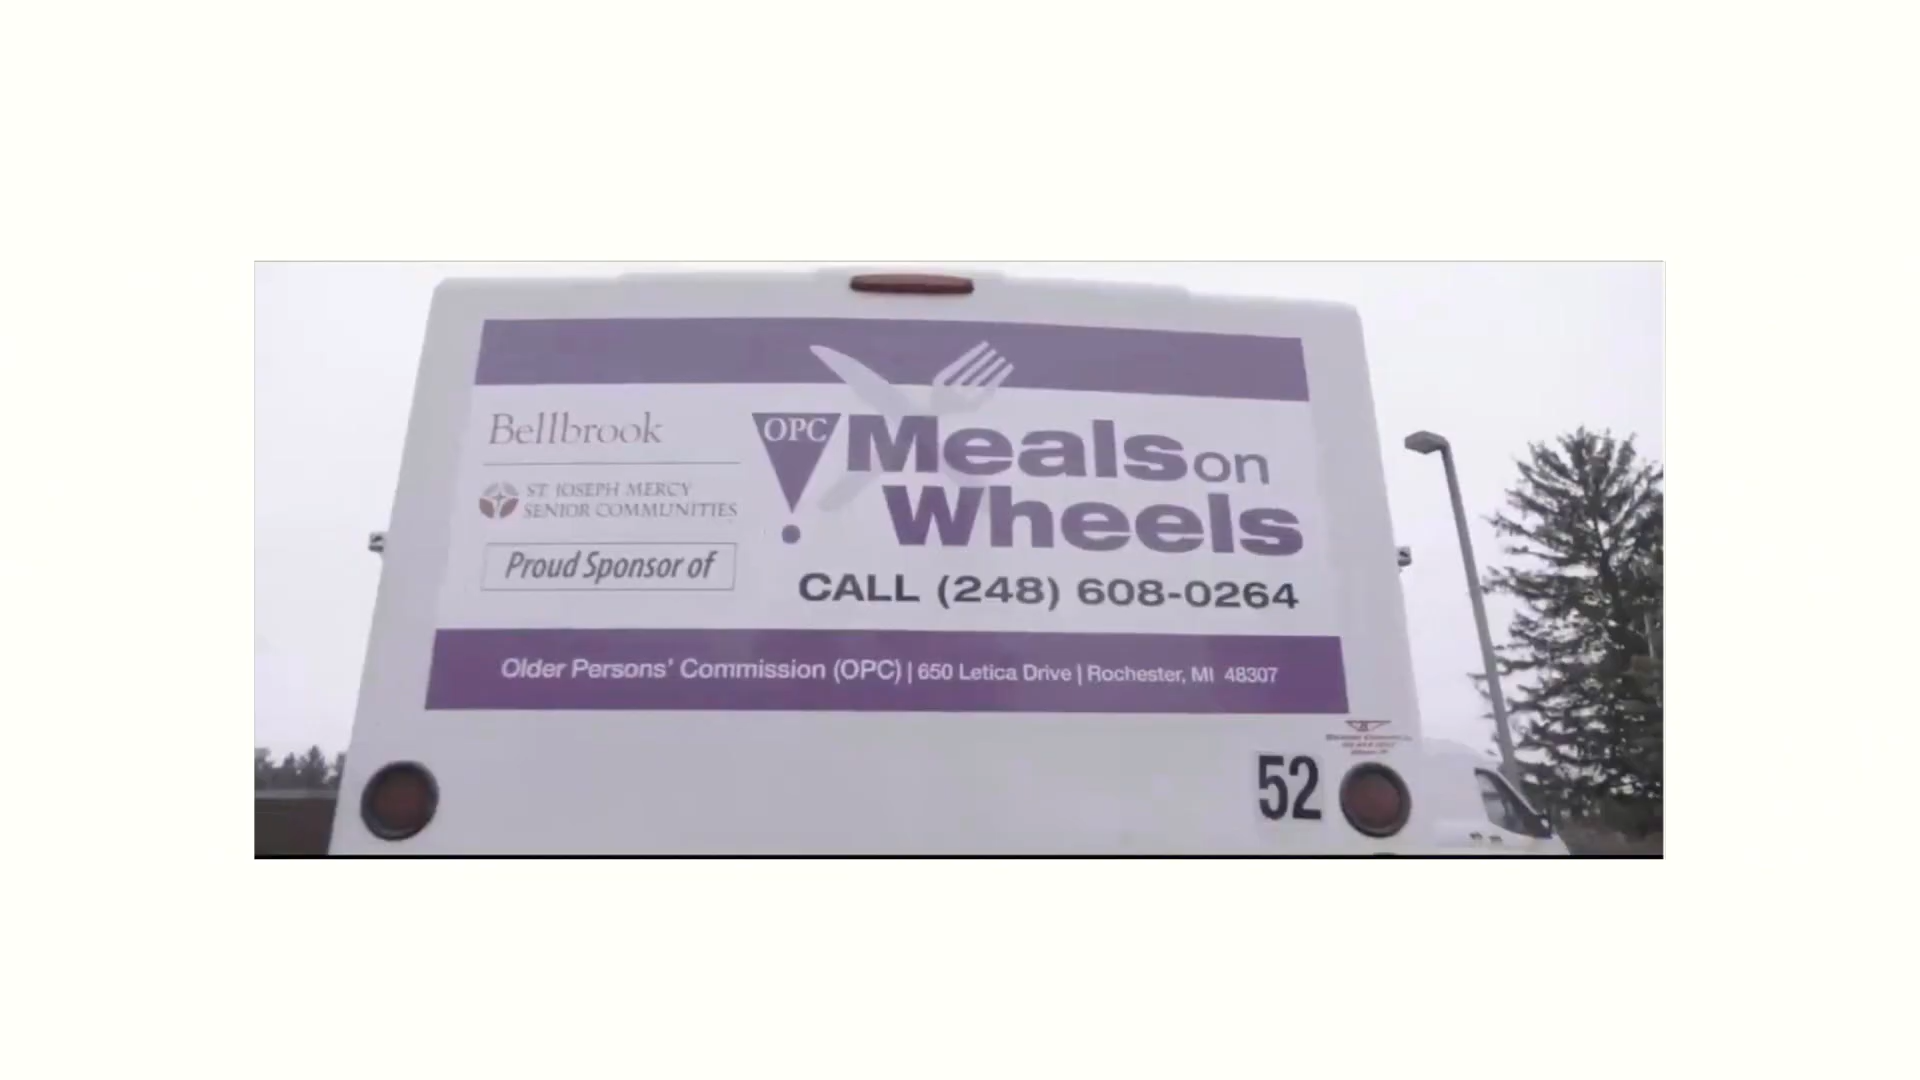 Bellbrook
ST. JOSEPH MERCY
SENIOR COMMUNITIES
Proud Sponsor of
OPC
Meals on
Wheels
CALL (248) 608-0264
Older Persons' Commission (OPC) | 650 Letica Drive | Rochester, MI 48307
52